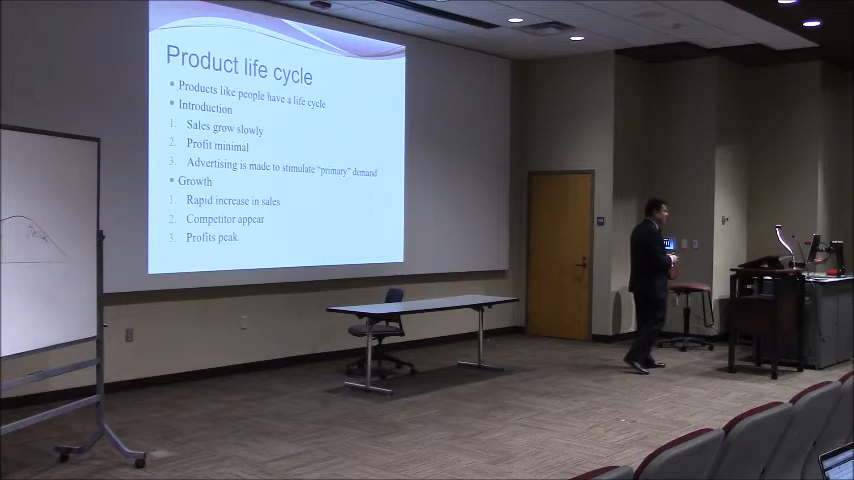 Product life cycle
• Products like people have a life cycle
• Introduction
1. Sales grow slowly
2. Profit minimal
3. Advertising is made to stimulate "primary" demand
• Growth
1. Rapid increase in sales
2. Competitor appear
3. Profits peak